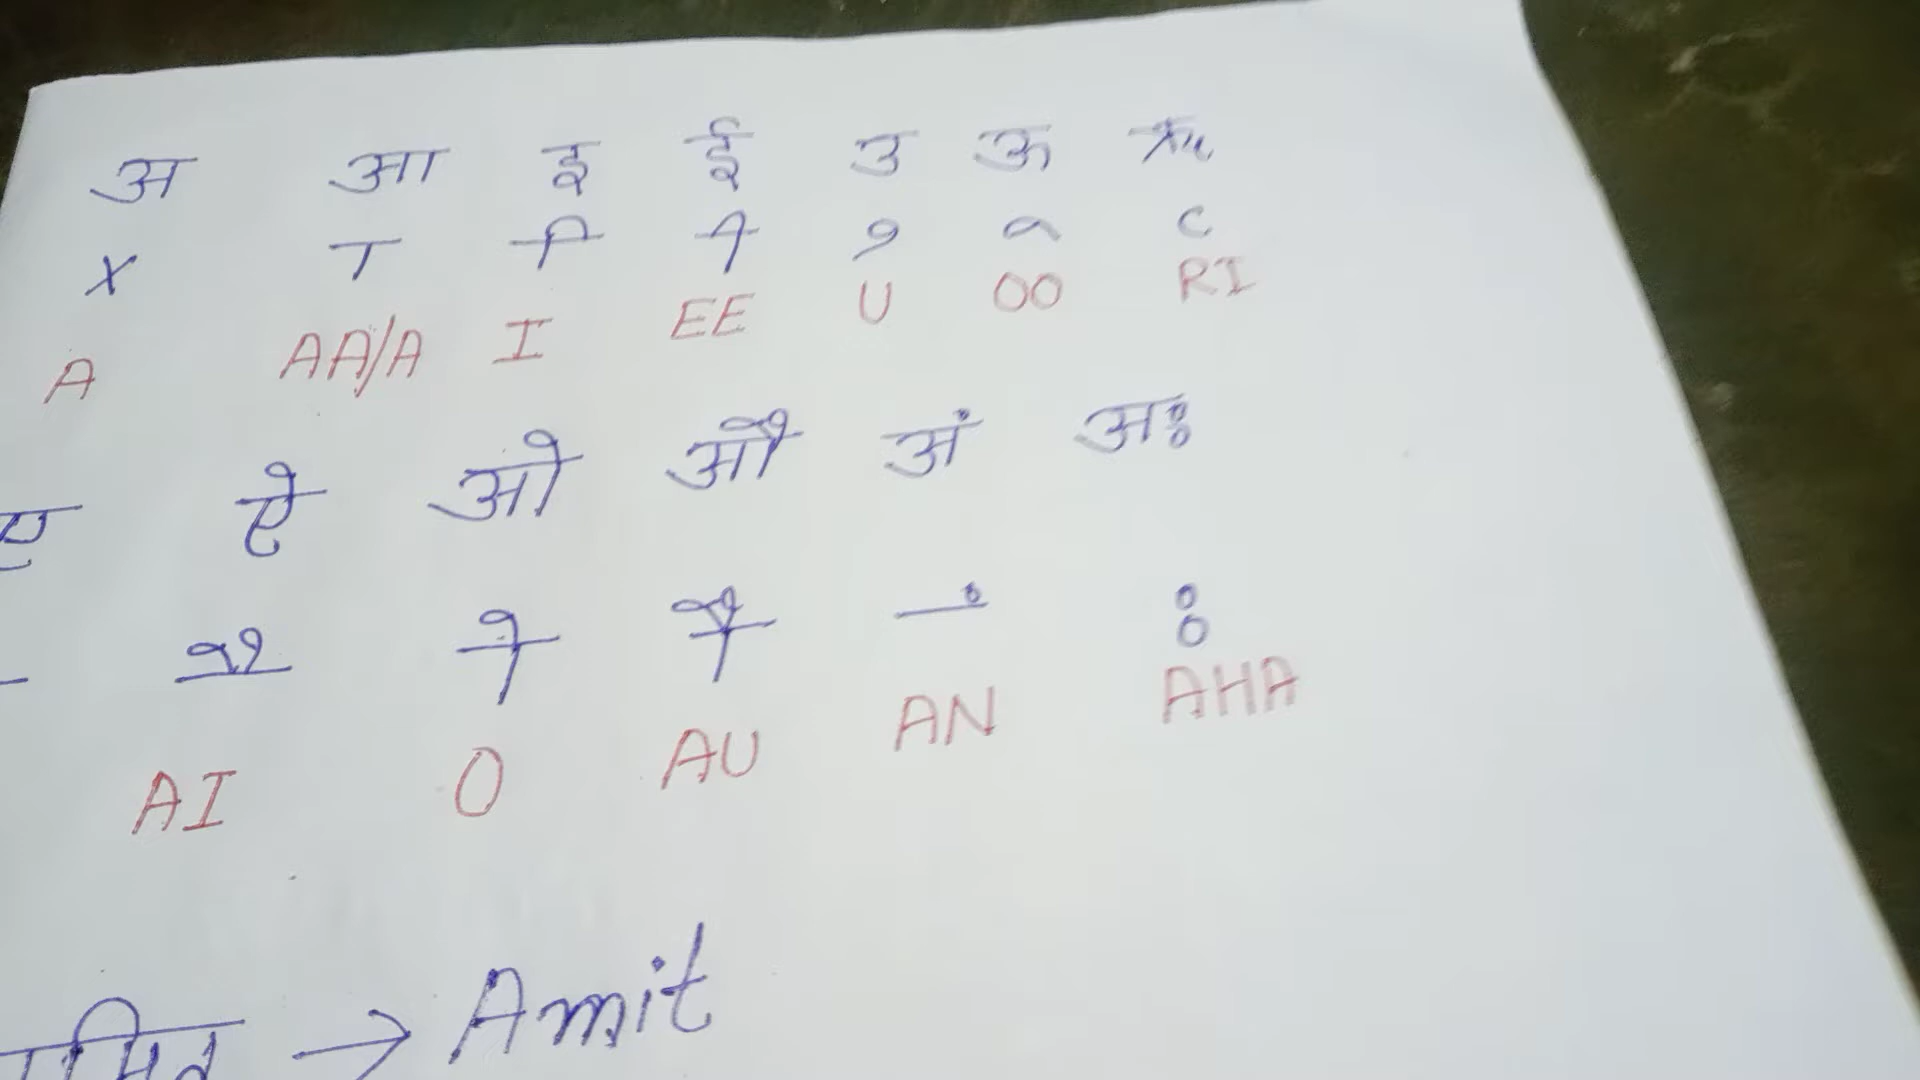 अ आ इ ई उ ऊ ऋ
X ा ि ी ु ू ृ
A AA/A I EE U OO RI
ए ऐ ओ औ अं अः
ै ो ौ ं ः
AI O AU AN AHA
→ Amit